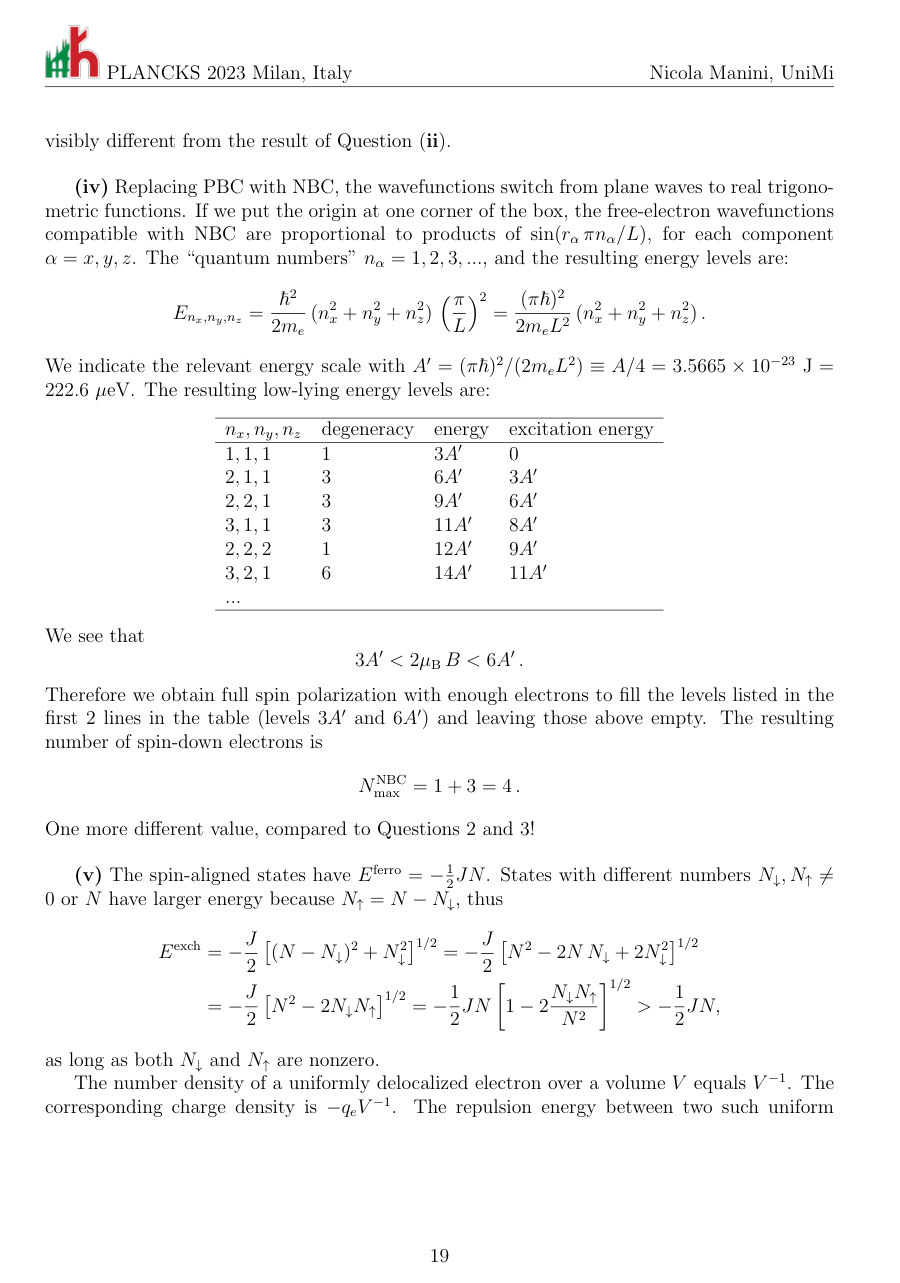 PLANCKS 2023 Milan, Italy Nicola Manini, UniMi
visibly different from the result of Question (ii).
(iv) Replacing PBC with NBC, the wavefunctions switch from plane waves to real trigono-
metric functions. If we put the origin at one corner of the box, the free-electron wavefunctions
compatible with NBC are proportional to products of sin(r_α πn_α/L), for each component
α = x, y, z. The “quantum numbers” n_α = 1, 2, 3, ..., and the resulting energy levels are:
E_{n_x,n_y,n_z} = ħ²/2m_e (n_x² + n_y² + n_z²) (π/L)² = (πħ)²/2m_eL² (n_x² + n_y² + n_z²) .
We indicate the relevant energy scale with A′ = (πħ)²/(2m_eL²) ≡ A/4 = 3.5665 × 10⁻²³ J =
222.6 μeV. The resulting low-lying energy levels are:
n_x, n_y, n_z degeneracy energy excitation energy
1, 1, 1 1 3A′ 0
2, 1, 1 3 6A′ 3A′
2, 2, 1 3 9A′ 6A′
3, 1, 1 3 11A′ 8A′
2, 2, 2 1 12A′ 9A′
3, 2, 1 6 14A′ 11A′
...
We see that
3A′ < 2μ_B B < 6A′ .
Therefore we obtain full spin polarization with enough electrons to fill the levels listed in the
first 2 lines in the table (levels 3A′ and 6A′) and leaving those above empty. The resulting
number of spin-down electrons is
N_max^NBC = 1 + 3 = 4 .
One more different value, compared to Questions 2 and 3!
(v) The spin-aligned states have E^ferro = −½JN. States with different numbers N_↓, N_↑ ≠
0 or N have larger energy because N_↑ = N − N_↓, thus
E^exch = −J/2 [(N − N_↓)² + N_↓²]^{1/2} = −J/2 [N² − 2N N_↓ + 2N_↓²]^{1/2}
= −J/2 [N² − 2N_↓N_↑]^{1/2} = −1/2 JN [1 − 2 N_↓N_↑/N²]^{1/2} > −1/2 JN,
as long as both N_↓ and N_↑ are nonzero.
The number density of a uniformly delocalized electron over a volume V equals V⁻¹. The
corresponding charge density is −q_eV⁻¹. The repulsion energy between two such uniform
19